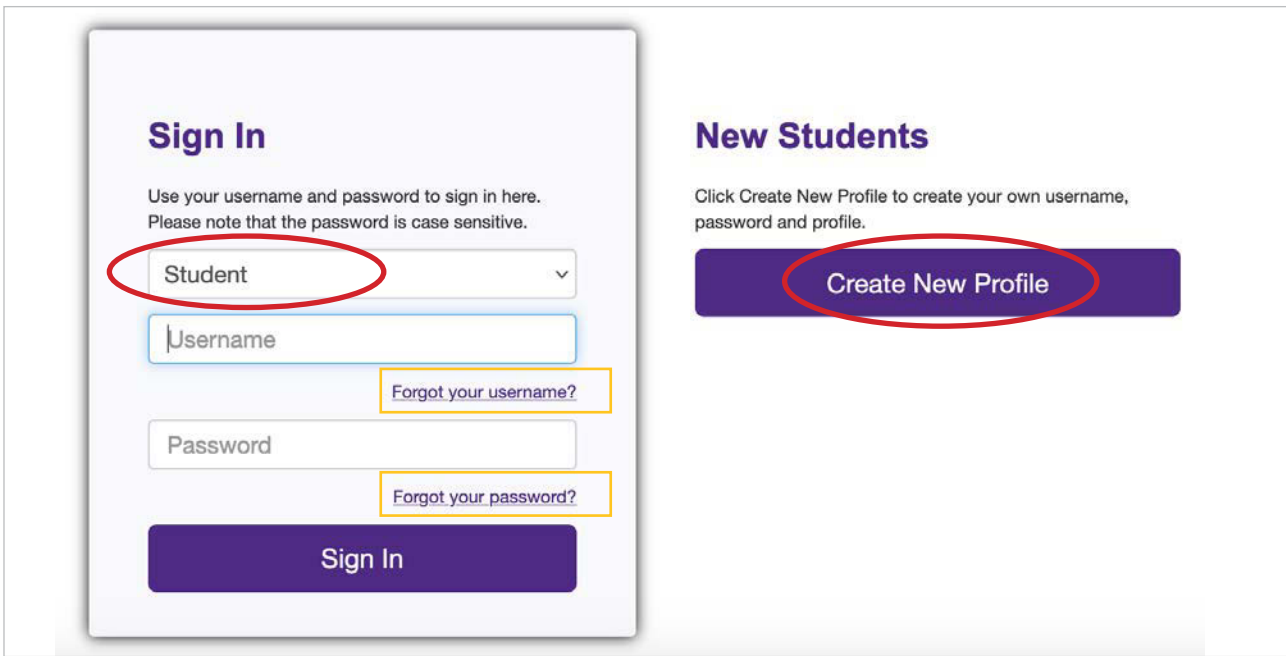 Sign In
Use your username and password to sign in here.
Please note that the password is case sensitive.
Student
Username
Forgot your username?
Password
Forgot your password?
Sign In
New Students
Click Create New Profile to create your own username,
password and profile.
Create New Profile